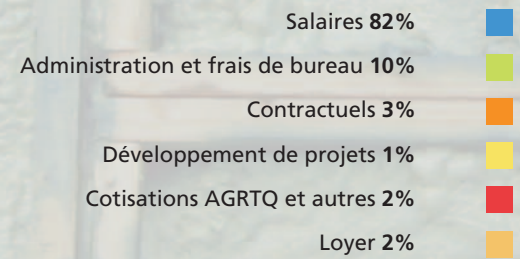 Salaires 82%
Administration et frais de bureau 10%
Contractuels 3%
Développement de projets 1%
Cotisations AGRTQ et autres 2%
Loyer 2%